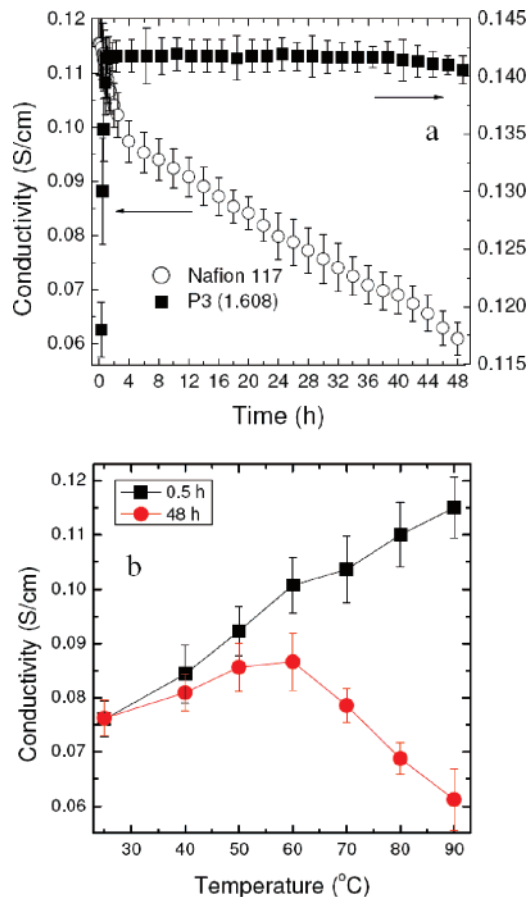 0.12
0.11
0.10
0.09
0.08
0.07
0.06
Conductivity (S/cm)
0.145
0.140
0.135
0.130
0.125
0.120
0.115
a
Nafion 117
P3 (1.608)
0 4 8 12 16 20 24 28 32 36 40 44 48
Time (h)
0.12
0.11
0.10
0.09
0.08
0.07
0.06
Conductivity (S/cm)
0.5 h
48 h
b
30 40 50 60 70 80 90
Temperature (°C)